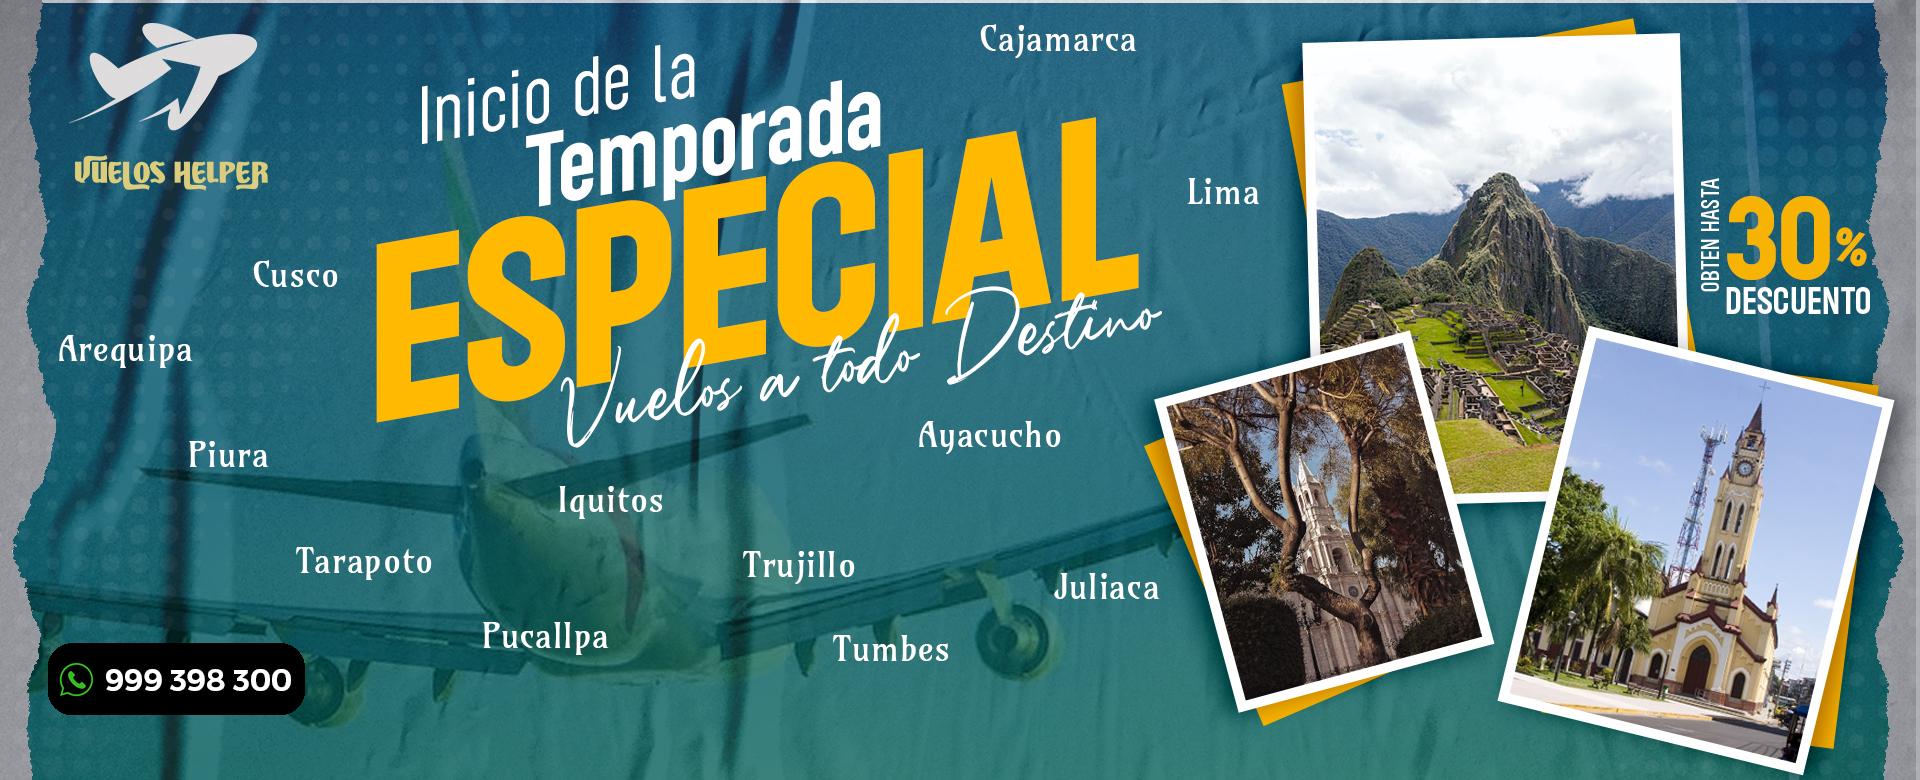 VUELOS HELPER
Inicio de la
Temporada
ESPECIAL
Vuelos a todo Destino
Cajamarca
Lima
Cusco
Arequipa
Piura
Ayacucho
Iquitos
Tarapoto
Trujillo
Juliaca
Pucallpa
Tumbes
OBTEN HASTA
30%
DESCUENTO
999 398 300